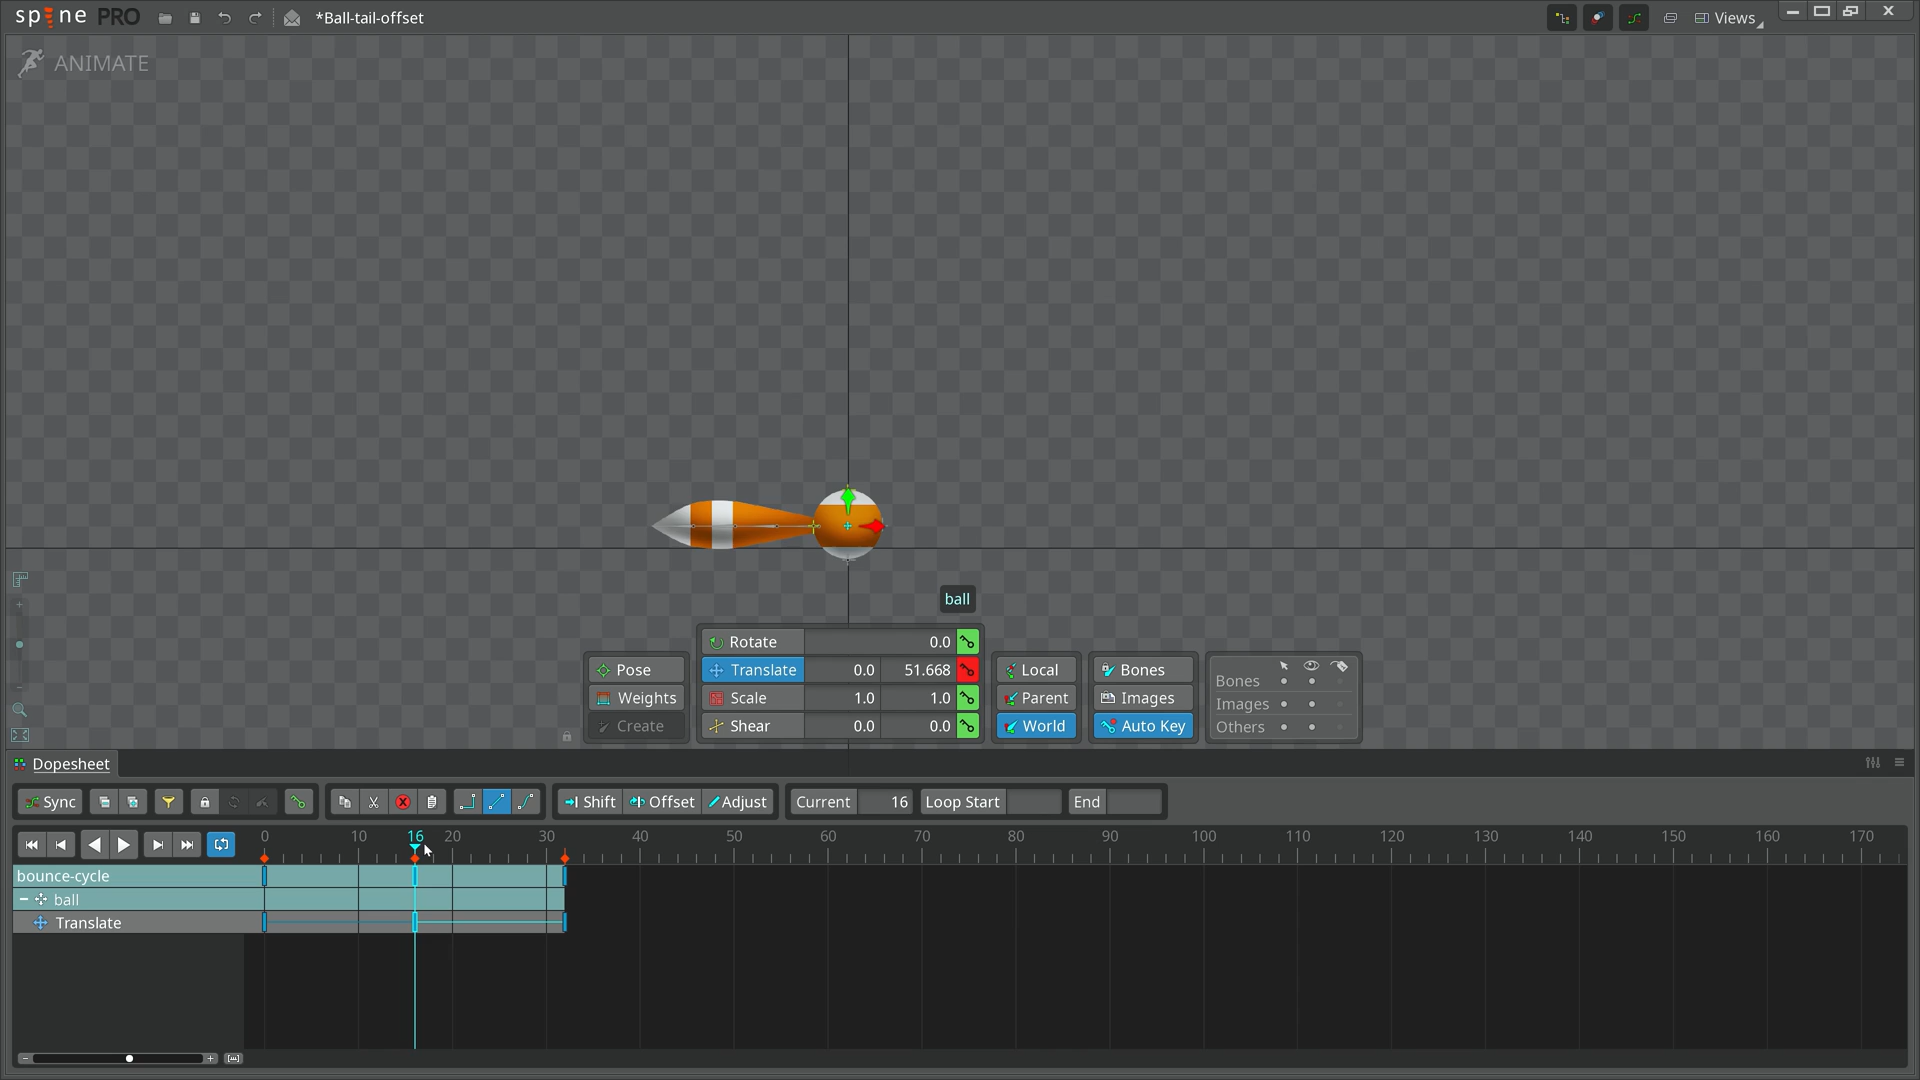 spine PRO *Ball-tail-offset Views
ANIMATE
ball
Rotate 0.0
Pose Translate 0.0 51.668 Local Bones
Weights Scale 1.0 1.0 Parent Images
Create Shear 0.0 0.0 World Auto Key
Bones
Images
Others
Dopesheet
Sync Shift Offset Adjust Current 16 Loop Start End
0 10 16 20 30 40 50 60 70 80 90 100 110 120 130 140 150 160 170
bounce-cycle
ball
Translate